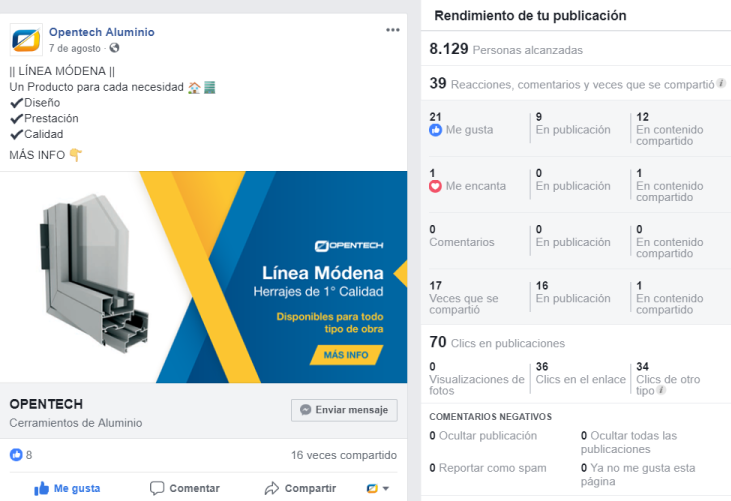 Opentech Aluminio
7 de agosto ·
|| LÍNEA MÓDENA ||
Un Producto para cada necesidad 🏠
✔Diseño
✔Prestación
✔Calidad
MÁS INFO 👇
OPENTECH
Línea Módena
Herrajes de 1° Calidad
Disponibles para todo
tipo de obra
MÁS INFO
OPENTECH
Cerramientos de Aluminio
Enviar mensaje
8
16 veces compartido
Me gusta
Comentar
Compartir
Rendimiento de tu publicación
8.129 Personas alcanzadas
39 Reacciones, comentarios y veces que se compartió
21
Me gusta
9
En publicación
12
En contenido
compartido
1
Me encanta
0
En publicación
1
En contenido
compartido
0
Comentarios
0
En publicación
0
En contenido
compartido
17
Veces que se
compartió
16
En publicación
1
En contenido
compartido
70 Clics en publicaciones
0
Visualizaciones de
fotos
36
Clics en el enlace
34
Clics de otro
tipo
COMENTARIOS NEGATIVOS
0 Ocultar publicación
0 Ocultar todas las
publicaciones
0 Reportar como spam
0 Ya no me gusta esta
página